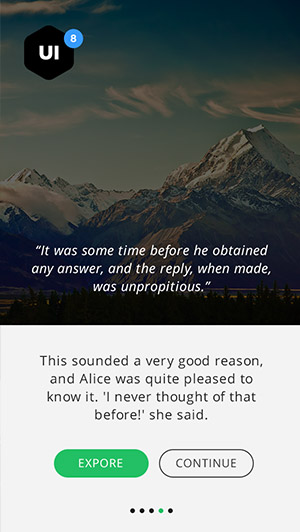 UI
8
“It was some time before he obtained
any answer, and the reply, when made,
was unpropitious.”
This sounded a very good reason,
and Alice was quite pleased to
know it. 'I never thought of that
before!' she said.
EXPORE
CONTINUE